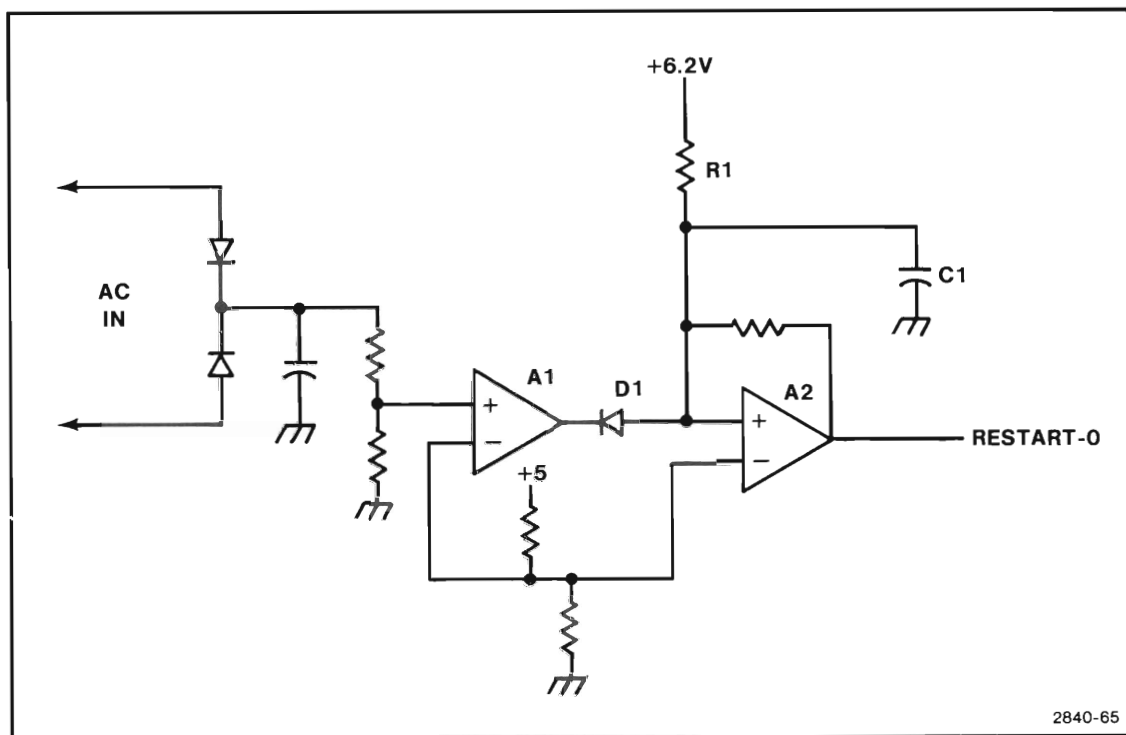 +6.2V
R1
C1
AC
IN
A1
D1
A2
+
−
+
−
RESTART-0
+5
2840-65